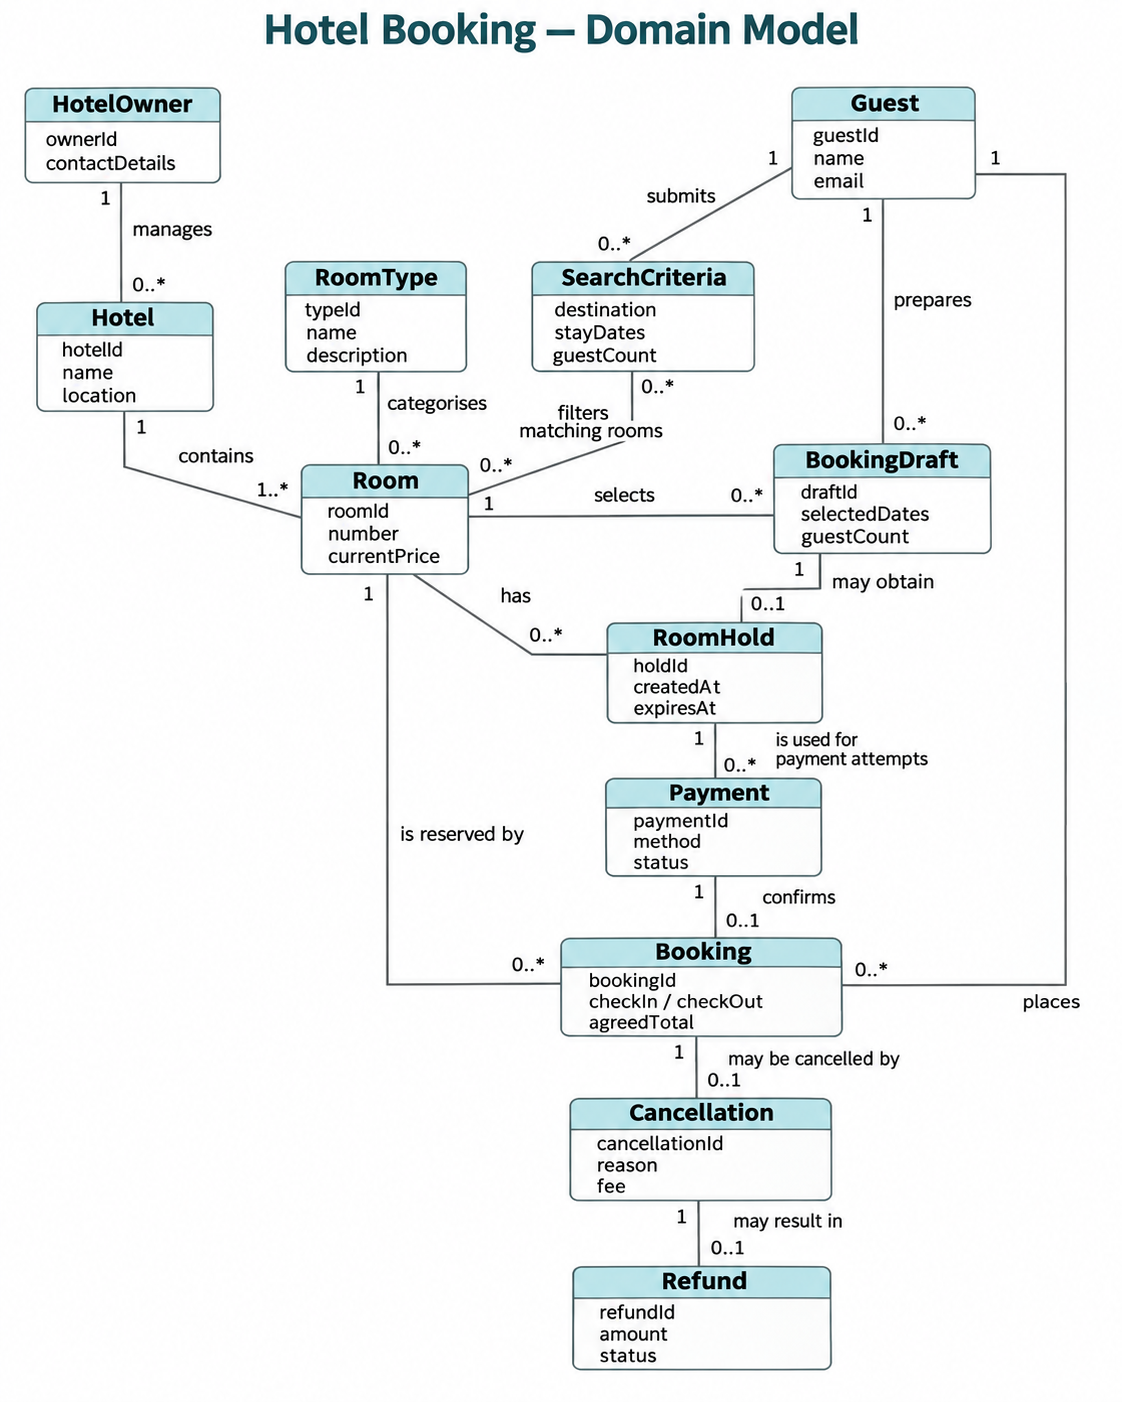 Hotel Booking — Domain Model
HotelOwner
ownerId
contactDetails
1
manages
0..*
Hotel
hotelId
name
location
1
contains
1..*
RoomType
typeId
name
description
1
categorises
0..*
Guest
guestId
name
email
1
submits
0..*
SearchCriteria
destination
stayDates
guestCount
0..*
filters
matching rooms
0..*
1
prepares
0..*
1
BookingDraft
draftId
selectedDates
guestCount
Room
roomId
number
currentPrice
1
selects
0..*
1
may obtain
0..1
has
0..*
RoomHold
holdId
createdAt
expiresAt
1
is used for
payment attempts
0..*
Payment
paymentId
method
status
1
confirms
0..1
1
is reserved by
0..*
Booking
bookingId
checkIn / checkOut
agreedTotal
0..*
places
1
may be cancelled by
0..1
Cancellation
cancellationId
reason
fee
1
may result in
0..1
Refund
refundId
amount
status